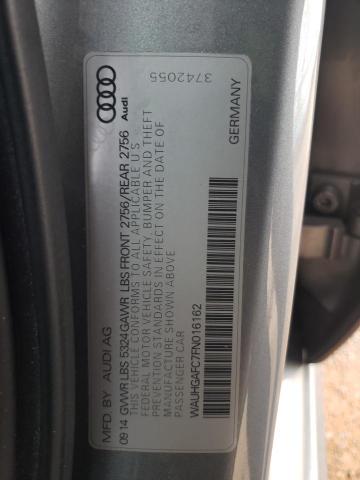 MFD. BY AUDI AG
09 14 GVWR LBS 5324 GAWR LBS FRONT 2756/REAR 2756
THIS VEHICLE CONFORMS TO ALL APPLICABLE U S
FEDERAL MOTOR VEHICLE SAFETY, BUMPER AND THEFT
PREVENTION STANDARDS IN EFFECT ON THE DATE OF
MANUFACTURE SHOWN ABOVE.
PASSENGER CAR
WAUHGAFC7FN016162
Audi
GERMANY
3742055